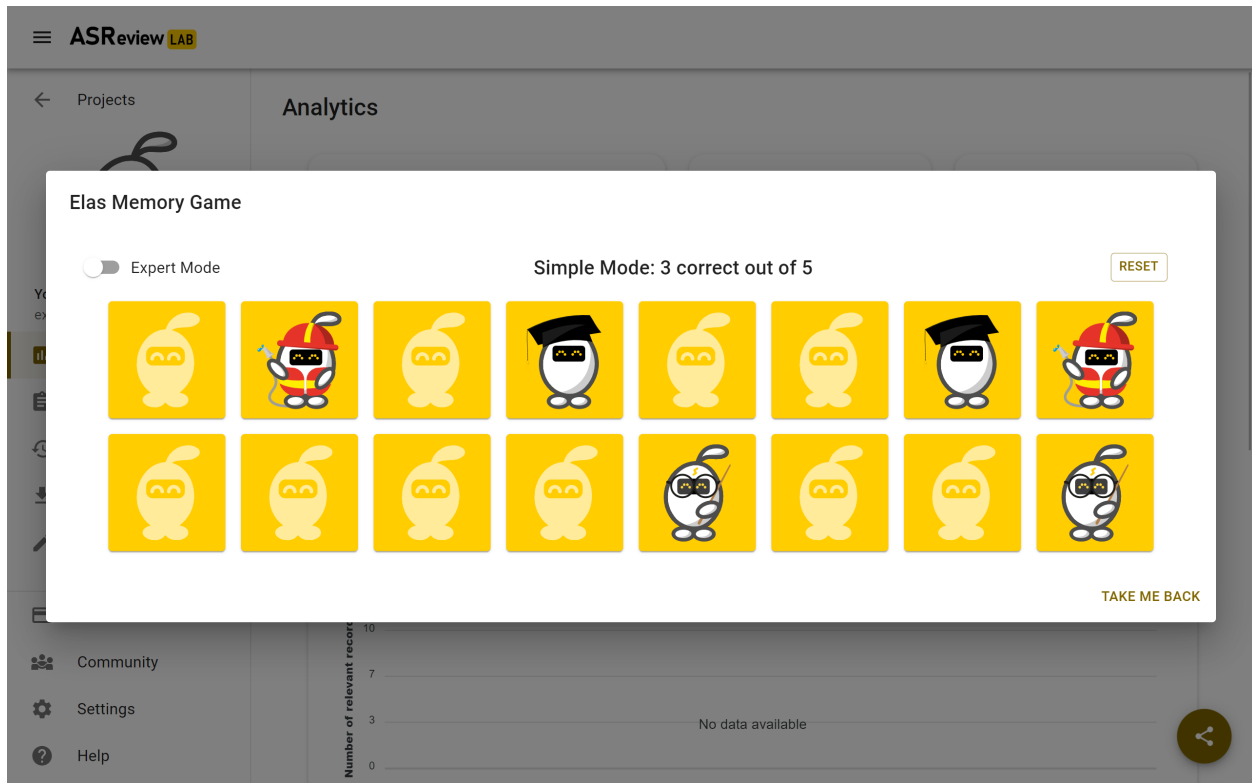 ASReview LAB
Projects
Analytics
Elas Memory Game
Expert Mode
Simple Mode: 3 correct out of 5
RESET
TAKE ME BACK
Number of relevant
10
7
3
0
No data available
Community
Settings
Help